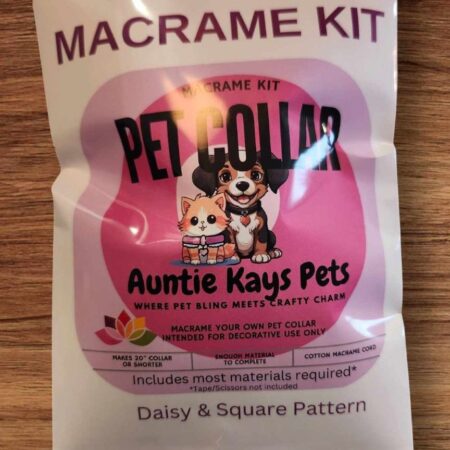 MACRAME KIT
MACRAME KIT
PET COLLAR
Auntie Kays Pets
WHERE PET BLING MEETS CRAFTY CHARM
MACRAME YOUR OWN PET COLLAR
INTENDED FOR DECORATIVE USE ONLY
MAKES 20" COLLAR
OR SHORTER
ENOUGH MATERIAL
TO COMPLETE
COTTON MACRAME CORD
Includes most materials required*
*Tape/Scissors not included
Daisy & Square Pattern